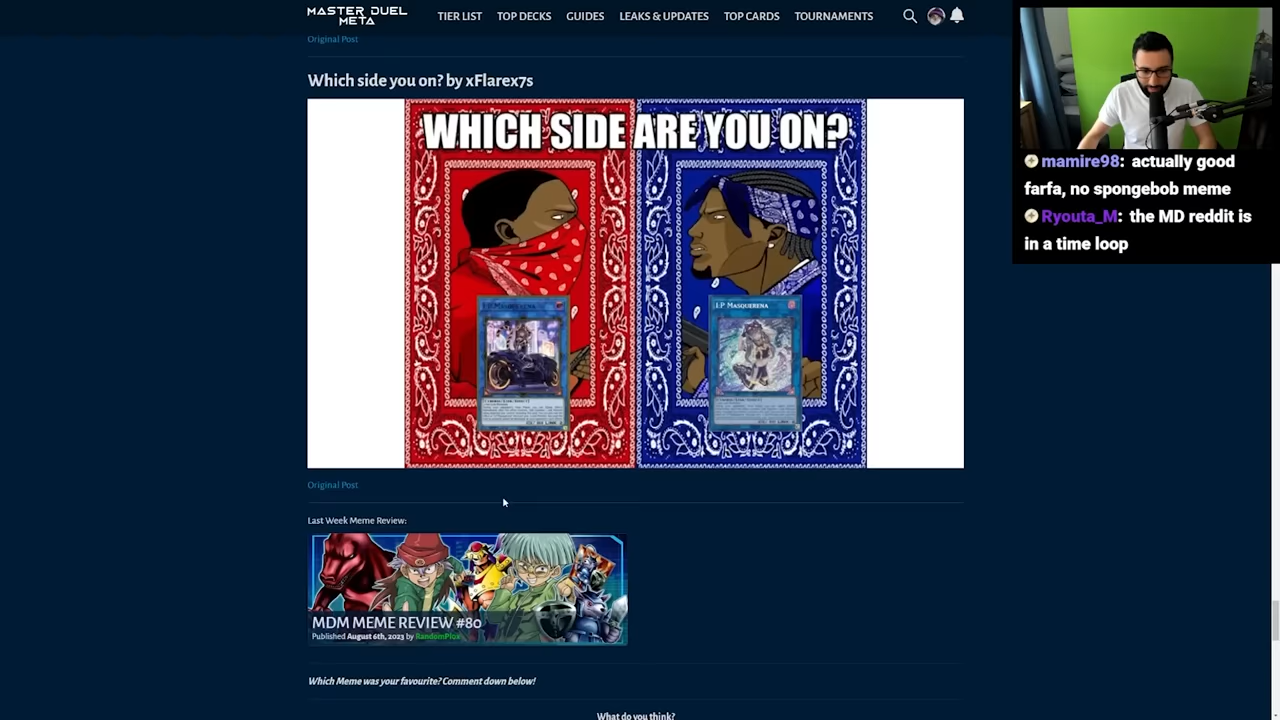 MASTER DUEL
META
TIER LIST
TOP DECKS
GUIDES
LEAKS & UPDATES
TOP CARDS
TOURNAMENTS
Original Post
Which side you on? by xFlarex7s
WHICH SIDE ARE YOU ON?
I:P MASQUERENA
I:P MASQUERENA
Original Post
Last Week Meme Review:
MDM MEME REVIEW #80
Published August 6th, 2023 by RandomPlox
Which Meme was your favourite? Comment down below!
What do you think?
mamire98: actually good
farfa, no spongebob meme
Ryouta_M: the MD reddit is
in a time loop